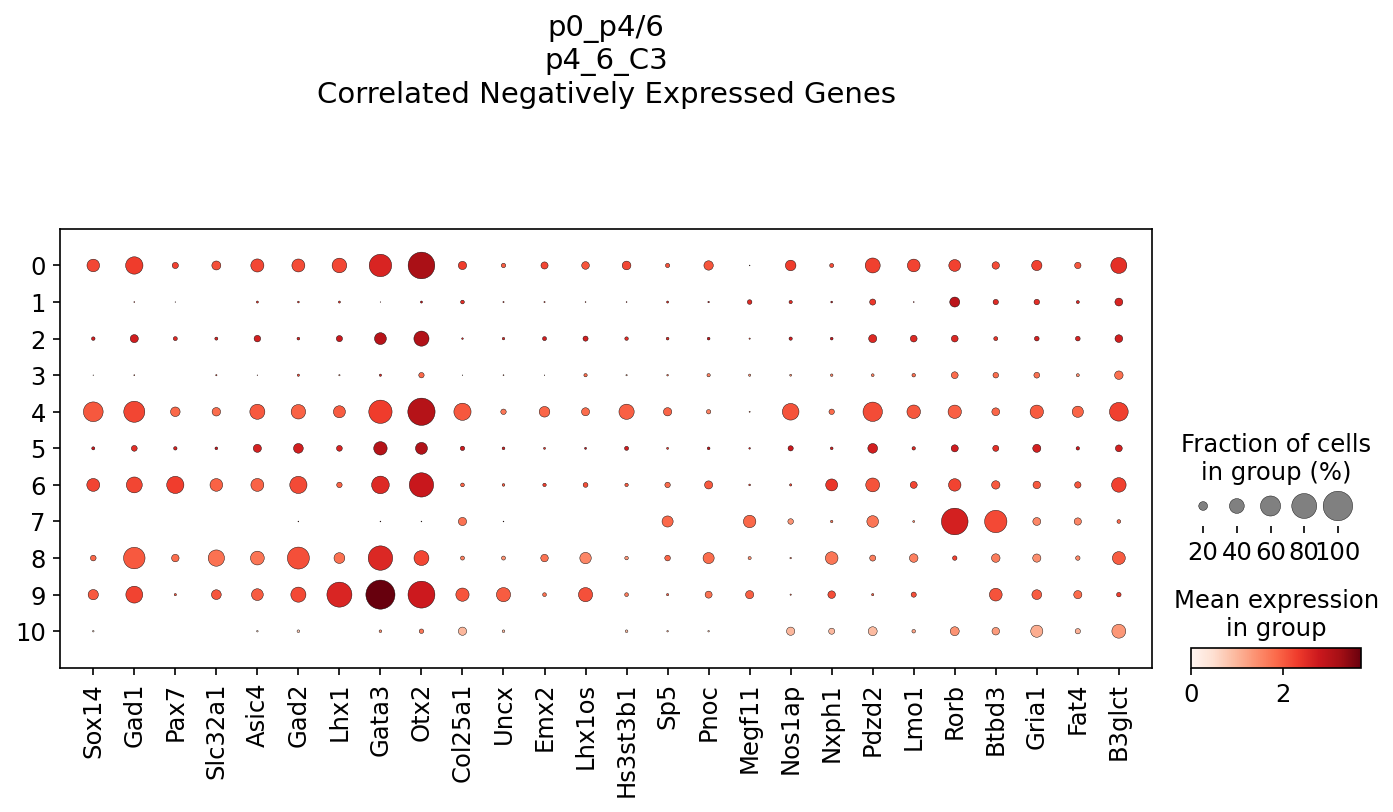 p0_p4/6
p4_6_C3
Correlated Negatively Expressed Genes
0
1
2
3
4
5
6
7
8
9
10
Sox14
Gad1
Pax7
Slc32a1
Asic4
Gad2
Lhx1
Gata3
Otx2
Col25a1
Uncx
Emx2
Lhx1os
Hs3st3b1
Sp5
Pnoc
Megf11
Nos1ap
Nxph1
Pdzd2
Lmo1
Rorb
Btbd3
Gria1
Fat4
B3glct
Fraction of cells
in group (%)
20 40 60 80 100
Mean expression
in group
0 2